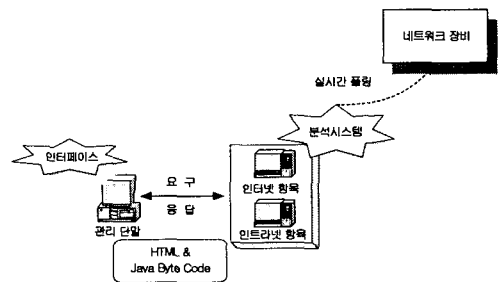 네트워크 장비
실시간 폴링
분석시스템
인터페이스
요 구
인터넷 항목
응 답
관리 단말
인트라넷 항목
HTML &
Java Byte Code